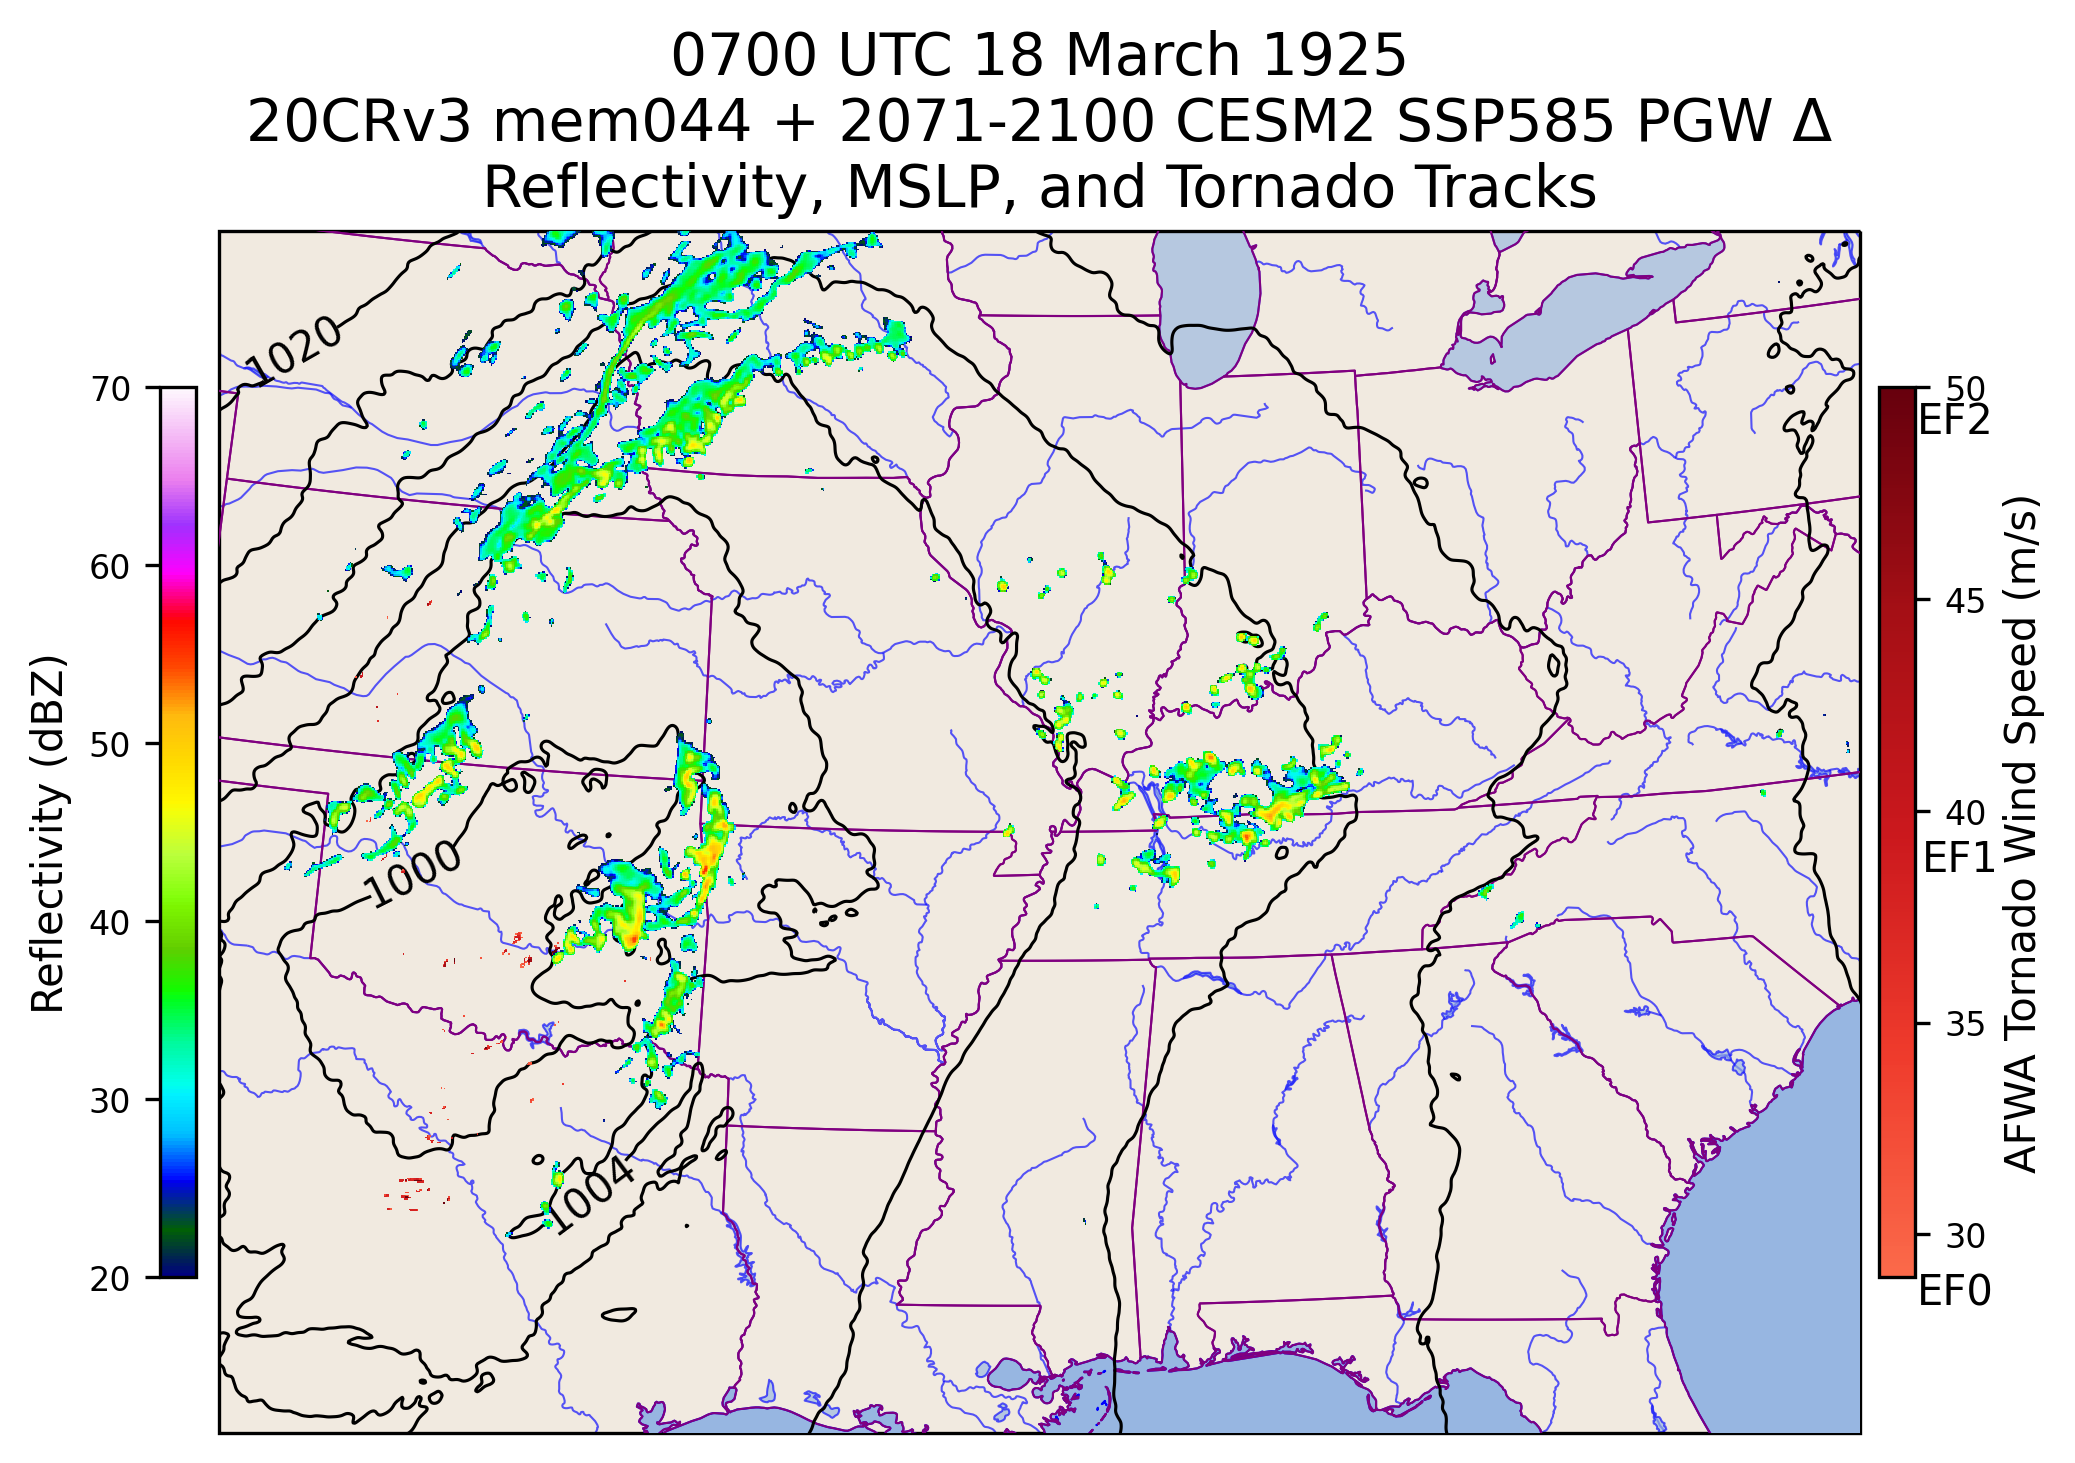 0700 UTC 18 March 1925
20CRv3 mem044 + 2071-2100 CESM2 SSP585 PGW Δ
Reflectivity, MSLP, and Tornado Tracks
Reflectivity (dBZ)
70
60
50
40
30
20
1020
1000
1004
50
EF2
45
40
EF1
35
30
EF0
AFWA Tornado Wind Speed (m/s)